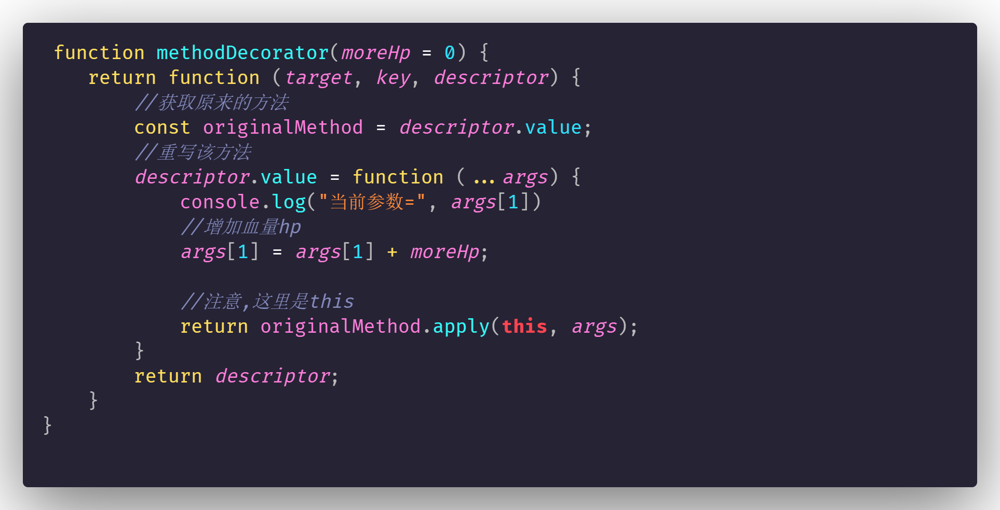 function methodDecorator(moreHp = 0) {
return function (target, key, descriptor) {
//获取原来的方法
const originalMethod = descriptor.value;
//重写该方法
descriptor.value = function (...args) {
console.log("当前参数=", args[1])
//增加血量hp
args[1] = args[1] + moreHp;
//注意,这里是this
return originalMethod.apply(this, args);
}
return descriptor;
}
}